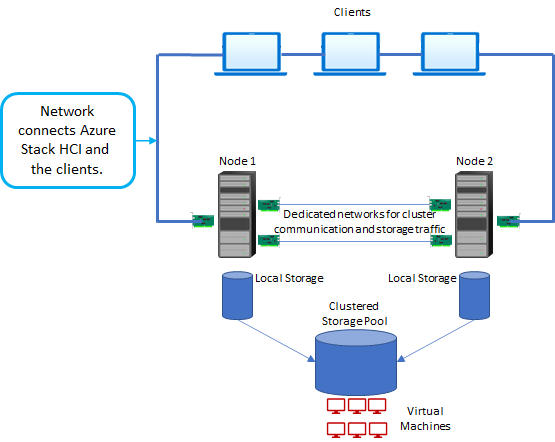 Clients
Network
connects Azure
Stack HCI and
the clients.
Node 1
Node 2
Dedicated networks for cluster
communication and storage traffic
Local Storage
Local Storage
Clustered
Storage Pool
Virtual
Machines